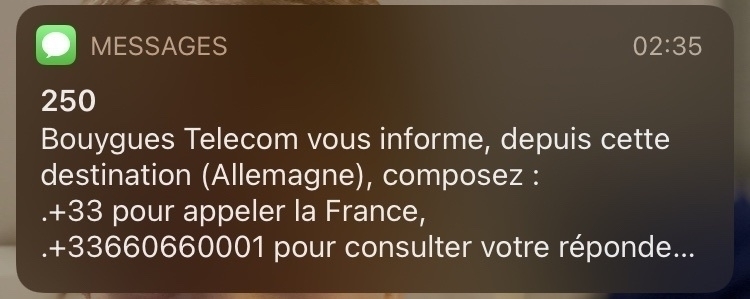 MESSAGES 02:35
250
Bouygues Telecom vous informe, depuis cette
destination (Allemagne), composez :
.+33 pour appeler la France,
.+33660660001 pour consulter votre réponde...